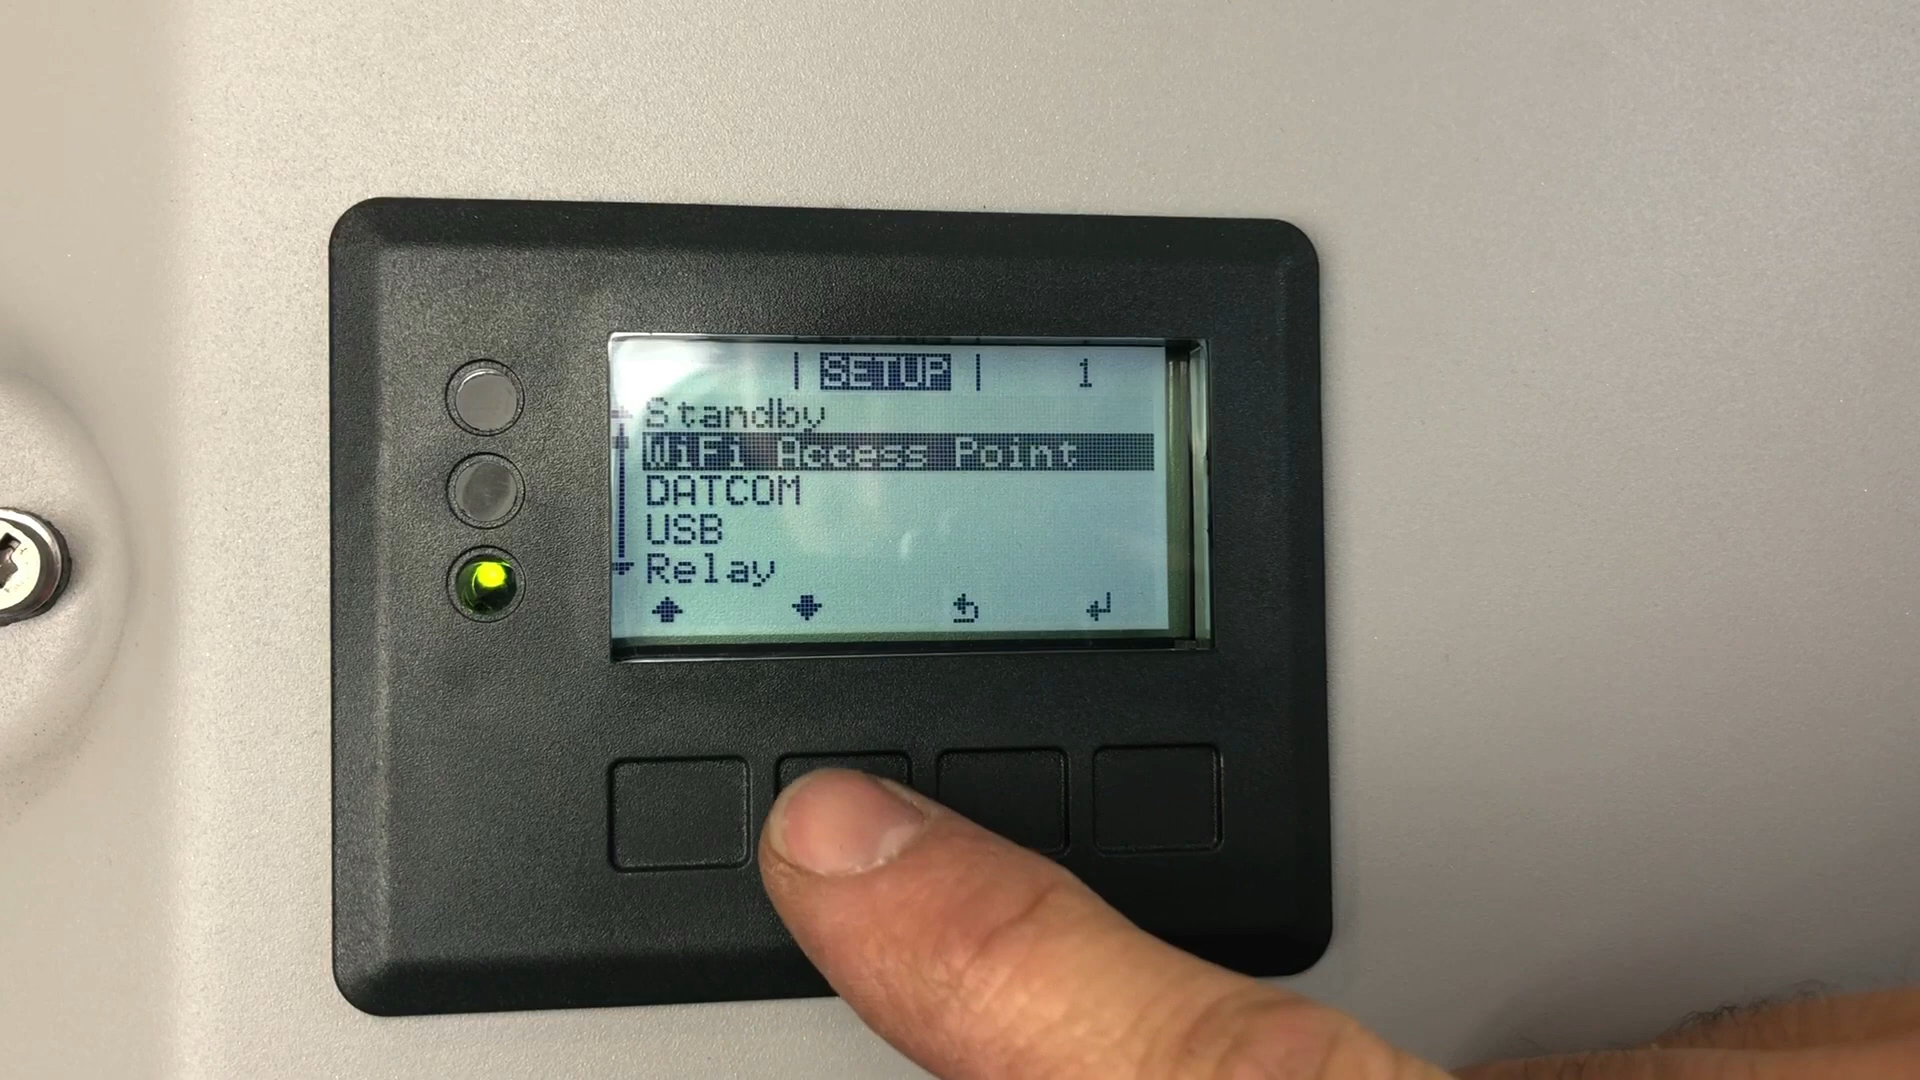 | SETUP | 1
Standby
WiFi Access Point
DATCOM
USB
Relay